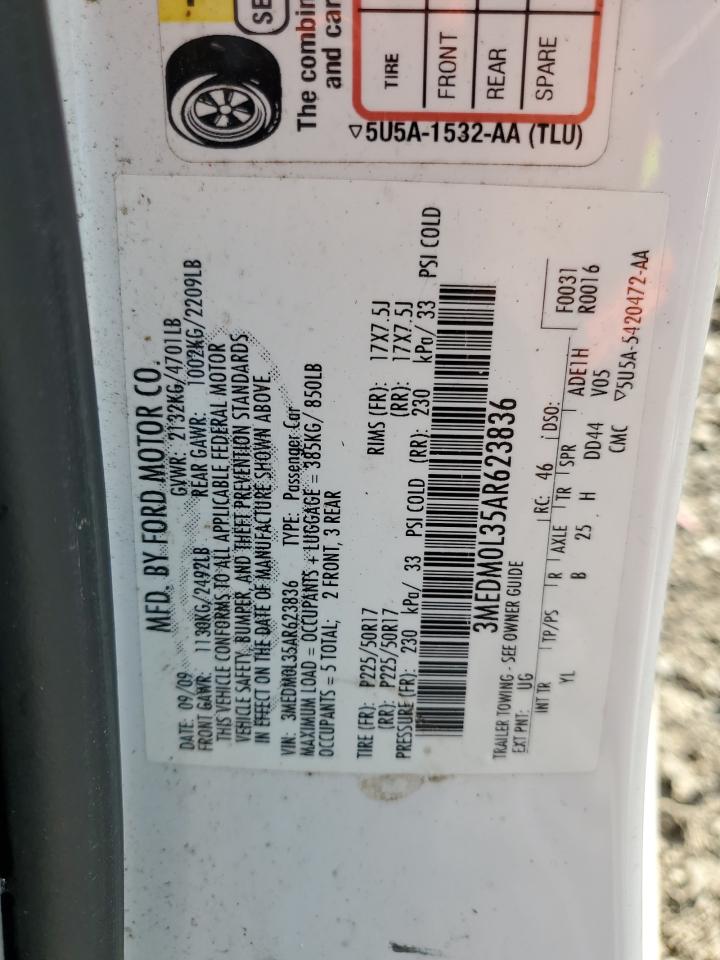 SE
The combin
and car
TIRE
FRONT
REAR
SPARE
▽5U5A-1532-AA (TLU)
MFD. BY FORD MOTOR CO.
DATE: 09/09 GVWR: 2132KG/4701LB
FRONT GAWR: 1130KG/2492LB REAR GAWR: 1002KG/2209LB
THIS VEHICLE CONFORMS TO ALL APPLICABLE FEDERAL MOTOR
VEHICLE SAFETY, BUMPER, AND THEFT PREVENTION STANDARDS
IN EFFECT ON THE DATE OF MANUFACTURE SHOWN ABOVE.
VIN: 3MEDM0L35AR623836 TYPE: Passenger Car
MAXIMUM LOAD = OCCUPANTS + LUGGAGE = 385KG/ 850LB
OCCUPANTS = 5 TOTAL; 2 FRONT, 3 REAR
TIRE (FR): P225/50R17 RIMS (FR): 17X7.5J
(RR): P225/50R17 (RR): 17X7.5J
PRESSURE (FR): 230 kPa/ 33 PSI COLD (RR): 230 kPa/ 33 PSI COLD
3MEDM0L35AR623836
TRAILER TOWING - SEE OWNER GUIDE
EXT PNT: UG RC: 46 DSO: F0031
R0016
INT TR TP/PS R AXLE TR SPR ADE1H
YL B 25 H DD44 V05
CMC ▽5U5A-5420472-AA